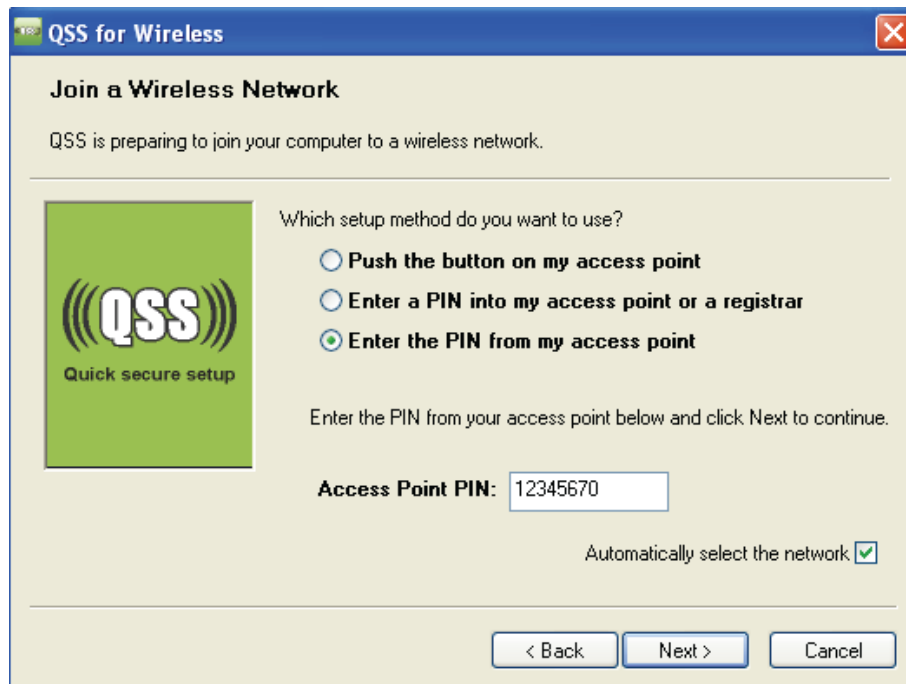 QSS for Wireless
Join a Wireless Network
QSS is preparing to join your computer to a wireless network.
Which setup method do you want to use?
Push the button on my access point
Enter a PIN into my access point or a registrar
Enter the PIN from my access point
(((QSS)))
Quick secure setup
Enter the PIN from your access point below and click Next to continue.
Access Point PIN: 12345670
Automatically select the network
< Back Next > Cancel